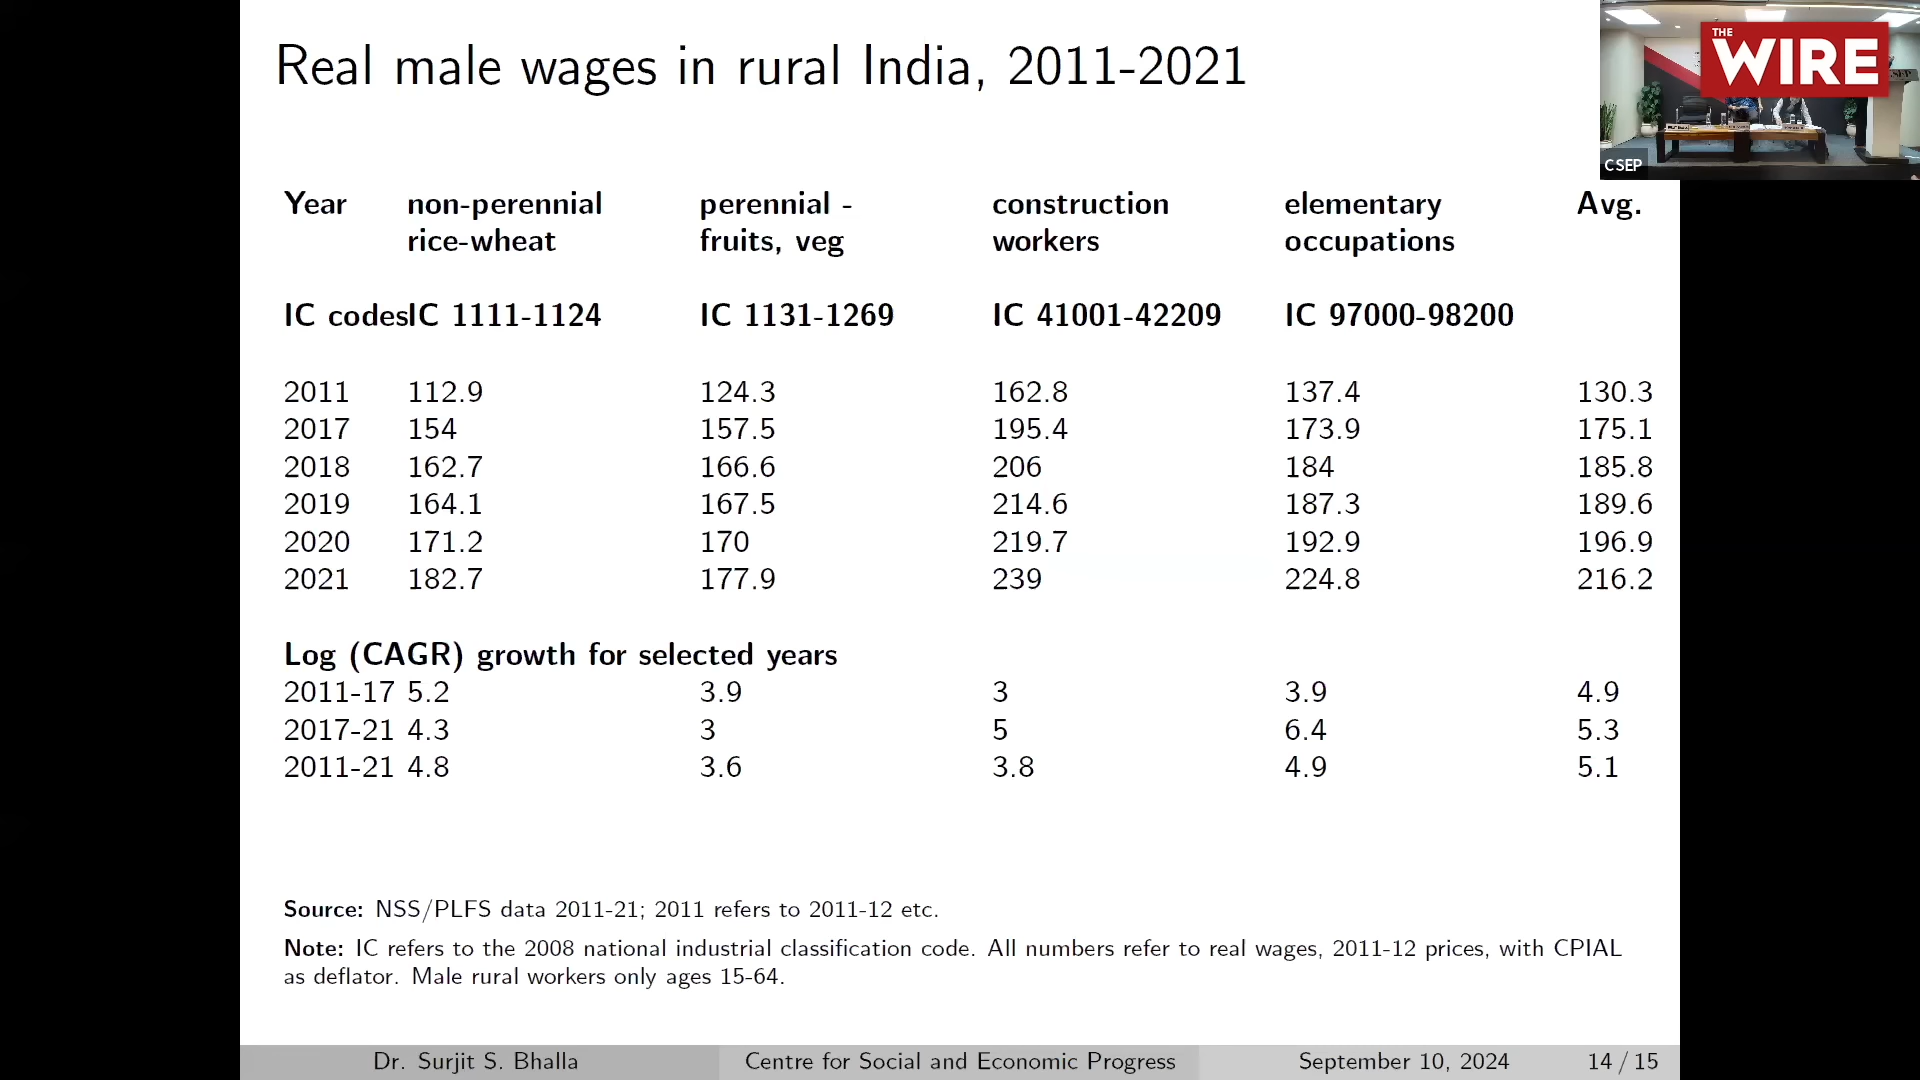 Real male wages in rural India, 2011-2021
THE
WIRE
CSEP
Year non-perennial perennial - construction elementary Avg.
rice-wheat fruits, veg workers occupations
IC codes IC 1111-1124 IC 1131-1269 IC 41001-42209 IC 97000-98200
2011 112.9 124.3 162.8 137.4 130.3
2017 154 157.5 195.4 173.9 175.1
2018 162.7 166.6 206 184 185.8
2019 164.1 167.5 214.6 187.3 189.6
2020 171.2 170 219.7 192.9 196.9
2021 182.7 177.9 239 224.8 216.2
Log (CAGR) growth for selected years
2011-17 5.2 3.9 3 3.9 4.9
2017-21 4.3 3 5 6.4 5.3
2011-21 4.8 3.6 3.8 4.9 5.1
Source: NSS/PLFS data 2011-21; 2011 refers to 2011-12 etc.
Note: IC refers to the 2008 national industrial classification code. All numbers refer to real wages, 2011-12 prices, with CPIAL
as deflator. Male rural workers only ages 15-64.
Dr. Surjit S. Bhalla Centre for Social and Economic Progress September 10, 2024 14 / 15